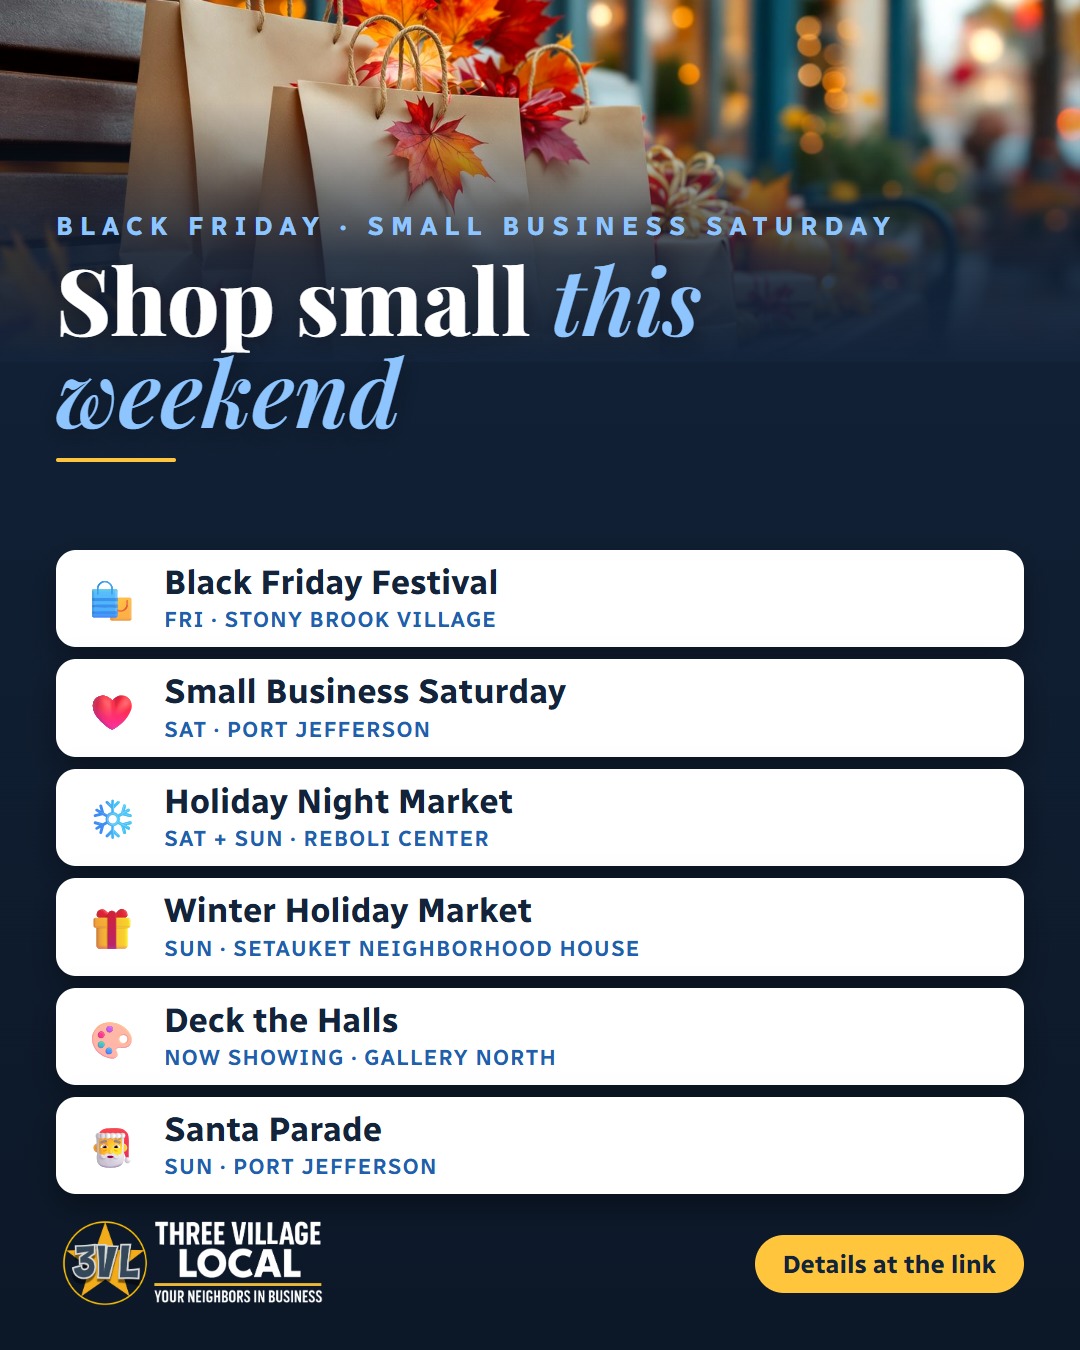 BLACK FRIDAY · SMALL BUSINESS SATURDAY
Shop small this
weekend
Black Friday Festival
FRI · STONY BROOK VILLAGE
Small Business Saturday
SAT · PORT JEFFERSON
Holiday Night Market
SAT + SUN · REBOLI CENTER
Winter Holiday Market
SUN · SETAUKET NEIGHBORHOOD HOUSE
Deck the Halls
NOW SHOWING · GALLERY NORTH
Santa Parade
SUN · PORT JEFFERSON
3VL
THREE VILLAGE
LOCAL
YOUR NEIGHBORS IN BUSINESS
Details at the link